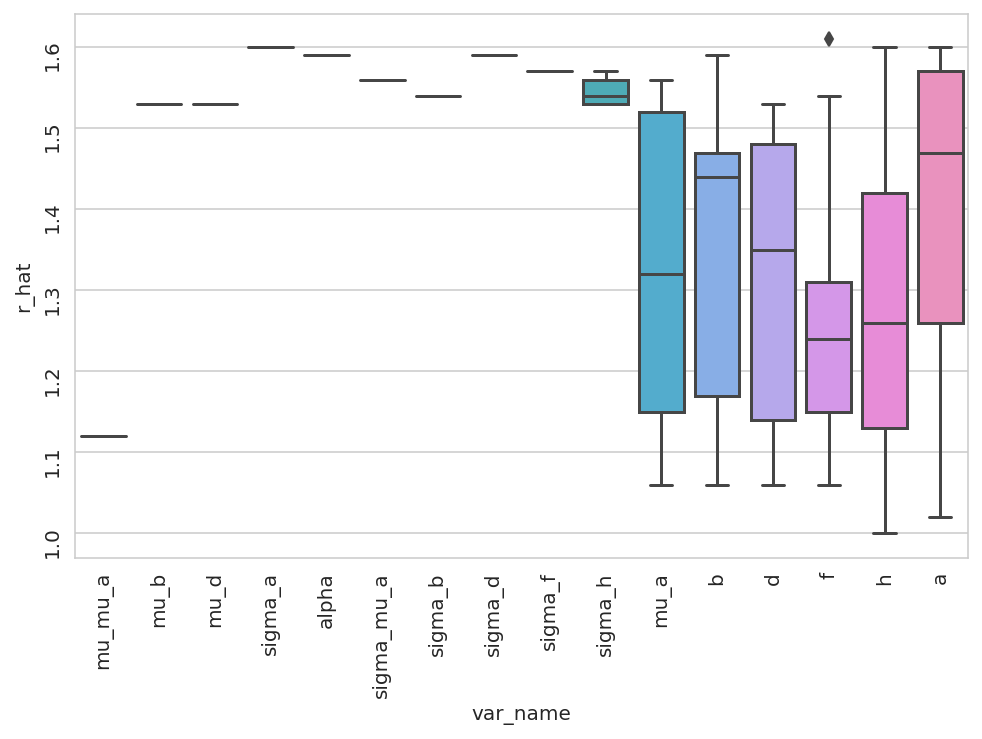 r_hat
1.6
1.5
1.4
1.3
1.2
1.1
1.0
mu_mu_a
mu_b
mu_d
sigma_a
alpha
sigma_mu_a
sigma_b
sigma_d
sigma_f
sigma_h
mu_a
b
d
f
h
a
var_name